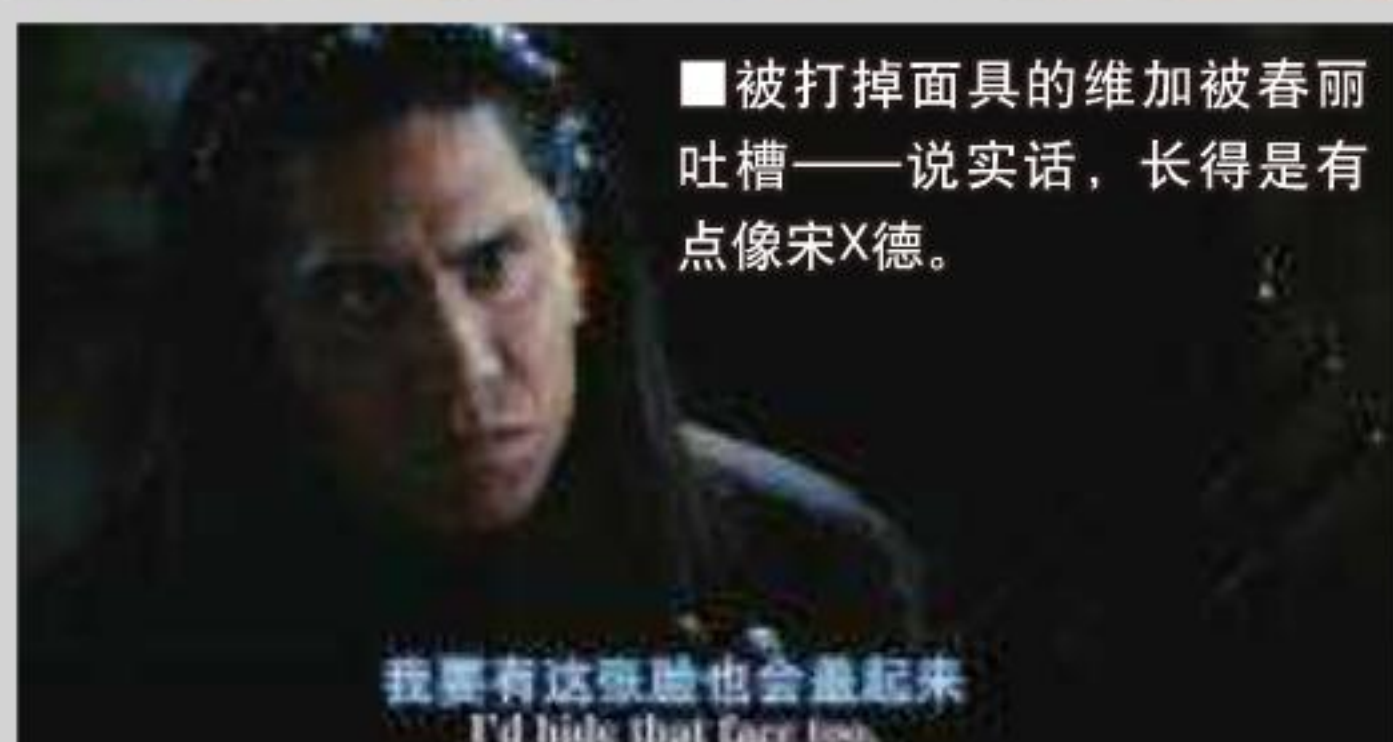 ■被打掉面具的维加被春丽
吐槽——说实话，长得是有
点像宋X德。
我要有这张脸也会盖起来
I'd hide that face too.